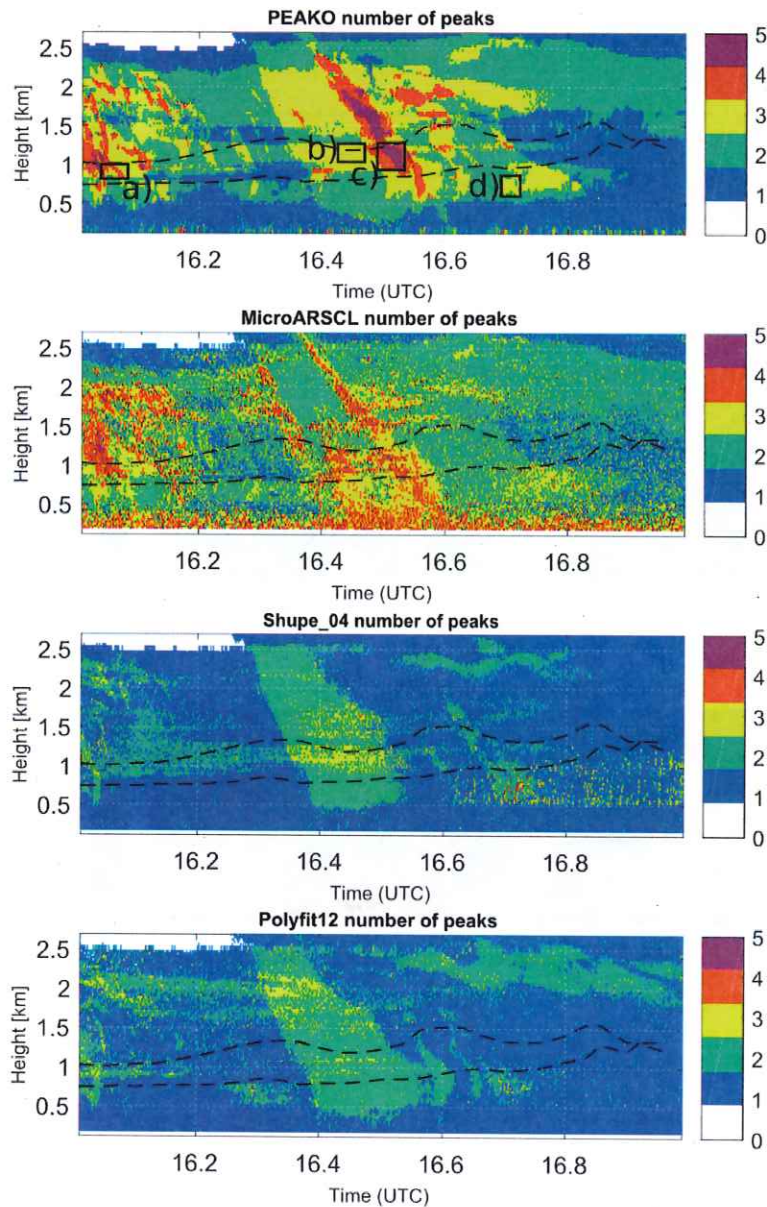 PEAKO number of peaks
Height [km]
2.5
2
1.5
1
0.5
a)
b)
c)
d)
16.2 16.4 16.6 16.8
Time (UTC)
5
4
3
2
1
0
MicroARSCL number of peaks
Height [km]
2.5
2
1.5
1
0.5
16.2 16.4 16.6 16.8
Time (UTC)
5
4
3
2
1
0
Shupe_04 number of peaks
Height [km]
2.5
2
1.5
1
0.5
16.2 16.4 16.6 16.8
Time (UTC)
5
4
3
2
1
0
Polyfit12 number of peaks
Height [km]
2.5
2
1.5
1
0.5
16.2 16.4 16.6 16.8
Time (UTC)
5
4
3
2
1
0